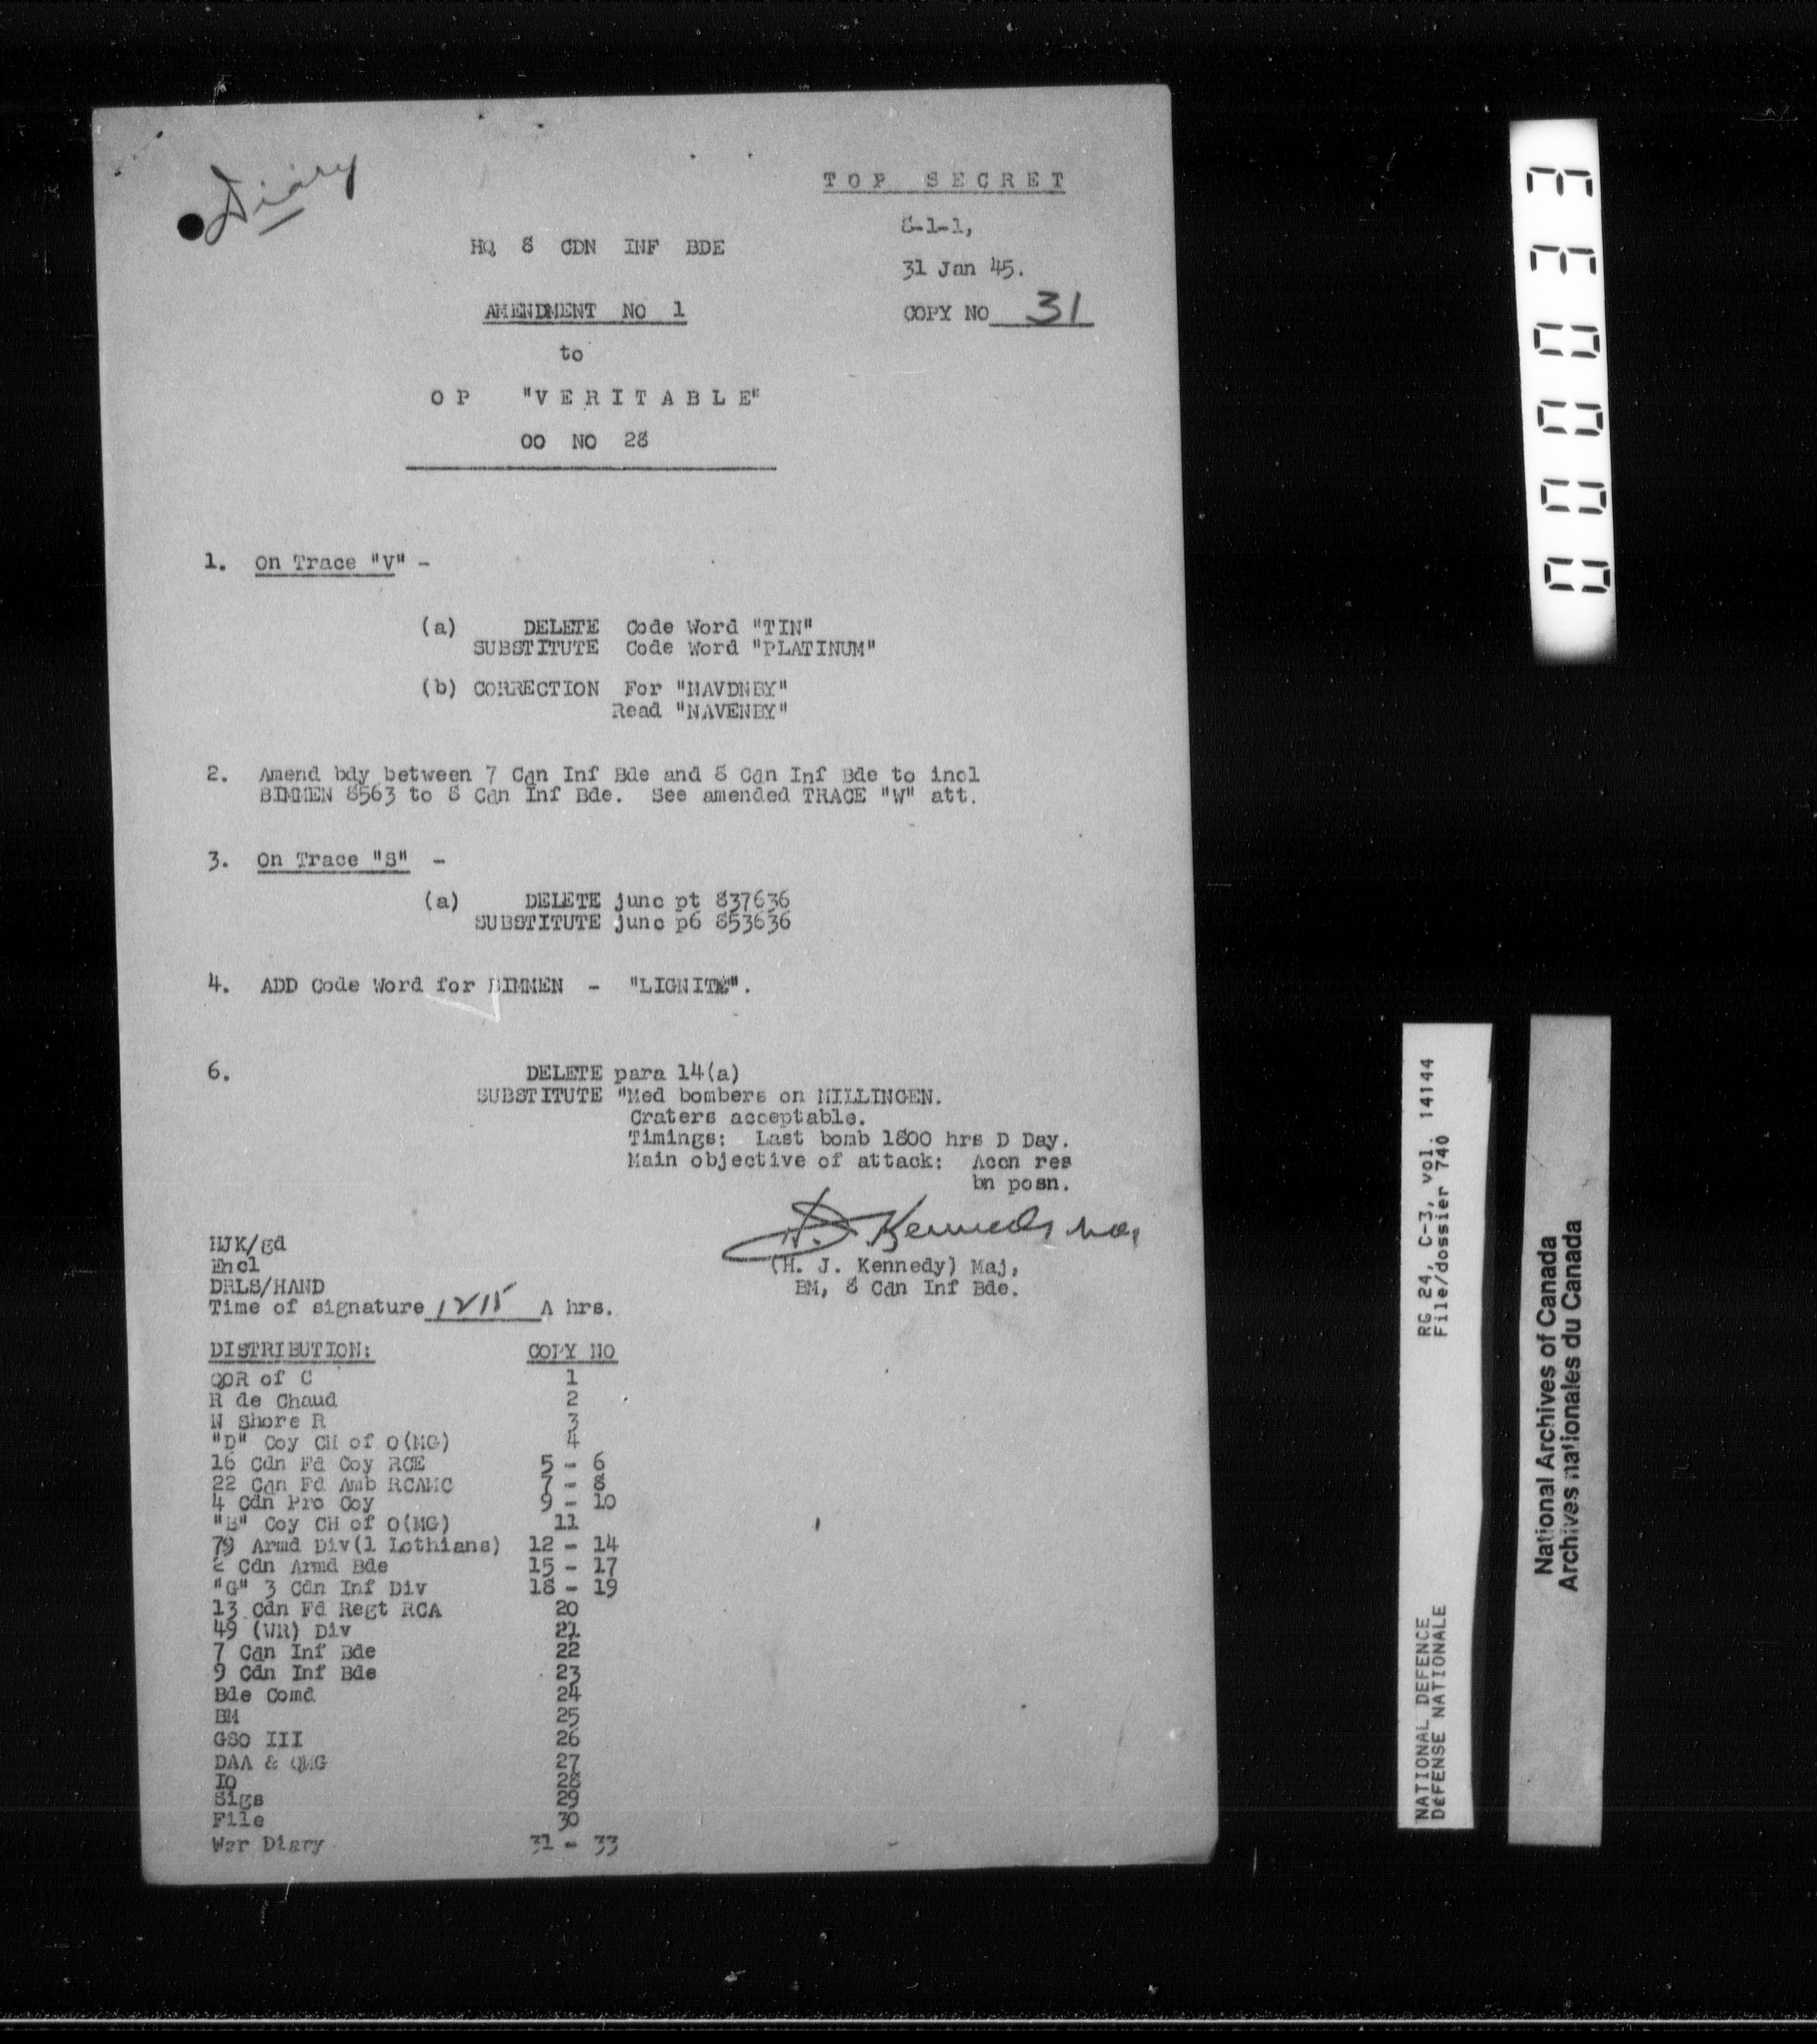 Diary
TOP SECRET
8-1-1,
HQ 8 CDN INF BDE
31 Jan 45.
AMENDMENT NO 1
COPY NO 31
to
OP "VERITABLE"
OO NO 28
1. On Trace "V" -
(a) DELETE Code Word "TIN"
SUBSTITUTE Code Word "PLATINUM"
(b) CORRECTION For "NAVDNBY"
Read "NAVENBY"
2. Amend bdy between 7 Cdn Inf Bde and 8 Cdn Inf Bde to incl
BIMMEN 8563 to 8 Cdn Inf Bde. See amended TRACE "W" att.
3. On Trace "S" -
(a) DELETE junc pt 837636
SUBSTITUTE junc p6 853636
4. ADD Code Word for BIMMEN - "LIGNITE".
6. DELETE para 14(a)
SUBSTITUTE "Med bombers on MILLINGEN.
Craters acceptable.
Timings: Last bomb 1800 hrs D Day.
Main objective of attack: Accn res
bn posn.
Kennedy Maj
HJK/gd
Encl
(H. J. Kennedy) Maj,
DRLS/HAND
BM, 8 Cdn Inf Bde.
Time of signature 1215 A hrs.
DISTRIBUTION: COPY NO
QOR of C 1
R de Chaud 2
N Shore R 3
"D" Coy CH of O(MG) 4
16 Cdn Fd Coy RCE 5 - 6
22 Cdn Fd Amb RCAMC 7 - 8
4 Cdn Pro Coy 9 - 10
"B" Coy CH of O(MG) 11
79 Armd Div(1 Lothians) 12 - 14
2 Cdn Armd Bde 15 - 17
"G" 3 Cdn Inf Div 18 - 19
13 Cdn Fd Regt RCA 20
49 (WR) Div 21
7 Cdn Inf Bde 22
9 Cdn Inf Bde 23
Bde Comd 24
BM 25
GSO III 26
DAA & QMG 27
IO 28
Sigs 29
File 30
War Diary 31 - 33
000033
NATIONAL DEFENCE RG 24, C-3, vol. 14144
DÉFENSE NATIONALE File/dossier 740
National Archives of Canada
Archives nationales du Canada